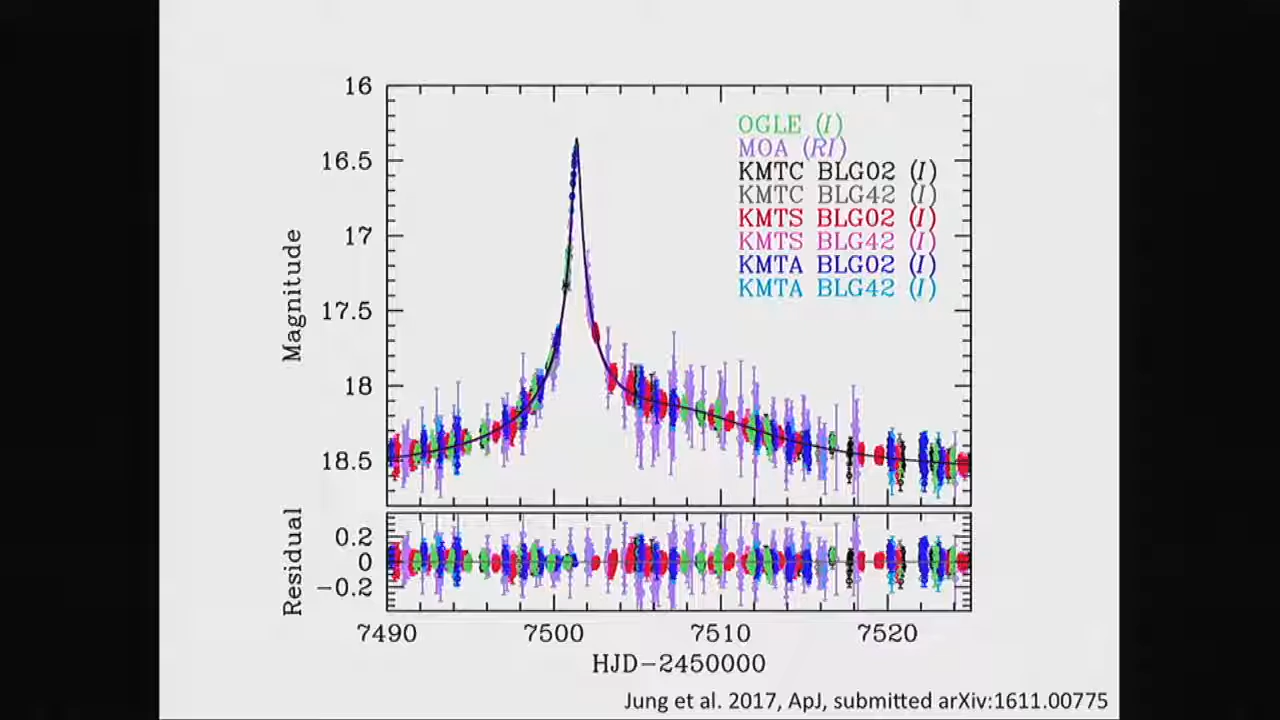 16
16.5
17
17.5
18
18.5
Magnitude
OGLE (I)
MOA (RI)
KMTC BLG02 (I)
KMTC BLG42 (I)
KMTS BLG02 (I)
KMTS BLG42 (I)
KMTA BLG02 (I)
KMTA BLG42 (I)
Residual
0.2
0
−0.2
7490 7500 7510 7520
HJD−2450000
Jung et al. 2017, ApJ, submitted arXiv:1611.00775